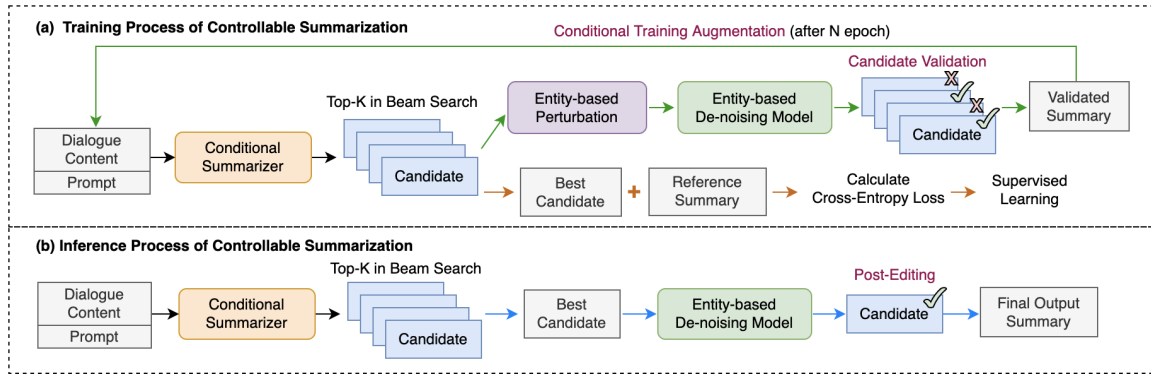 (a) Training Process of Controllable Summarization
Conditional Training Augmentation (after N epoch)
Dialogue
Content
Prompt
Conditional
Summarizer
Top-K in Beam Search
Candidate
Entity-based
Perturbation
Entity-based
De-noising Model
Candidate Validation
X
X
Candidate
Validated
Summary
Best
Candidate
+
Reference
Summary
Calculate
Cross-Entropy Loss
Supervised
Learning
(b) Inference Process of Controllable Summarization
Dialogue
Content
Prompt
Conditional
Summarizer
Top-K in Beam Search
Candidate
Best
Candidate
Entity-based
De-noising Model
Post-Editing
Candidate
Final Output
Summary